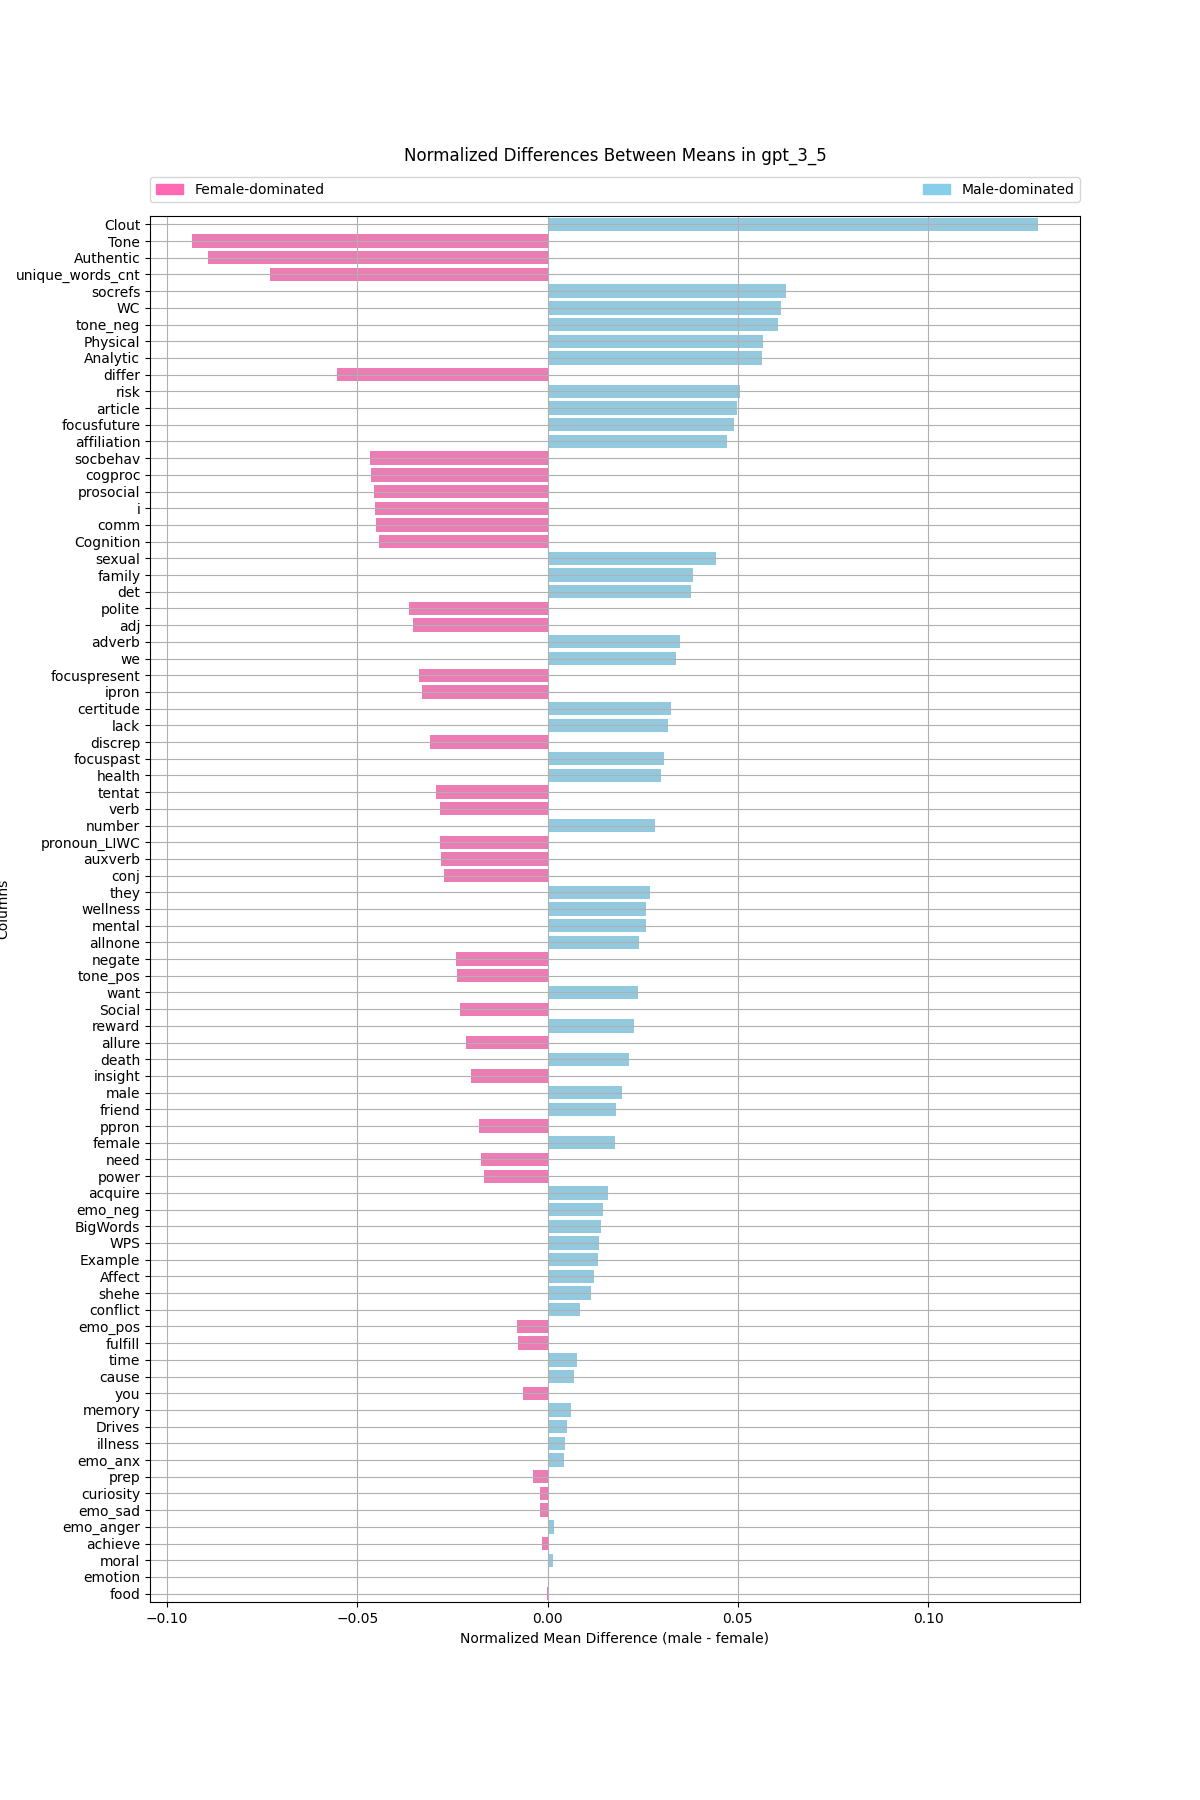 Normalized Differences Between Means in gpt_3_5
Female-dominated
Male-dominated
Clout
Tone
Authentic
unique_words_cnt
socrefs
WC
tone_neg
Physical
Analytic
differ
risk
article
focusfuture
affiliation
socbehav
cogproc
prosocial
i
comm
Cognition
sexual
family
det
polite
adj
adverb
we
focuspresent
ipron
certitude
lack
discrep
focuspast
health
tentat
verb
number
pronoun_LIWC
auxverb
conj
they
wellness
mental
allnone
negate
tone_pos
want
Social
reward
allure
death
insight
male
friend
ppron
female
need
power
acquire
emo_neg
BigWords
WPS
Example
Affect
shehe
conflict
emo_pos
fulfill
time
cause
you
memory
Drives
illness
emo_anx
prep
curiosity
emo_sad
emo_anger
achieve
moral
emotion
food
Columns
−0.10 −0.05 0.00 0.05 0.10
Normalized Mean Difference (male - female)